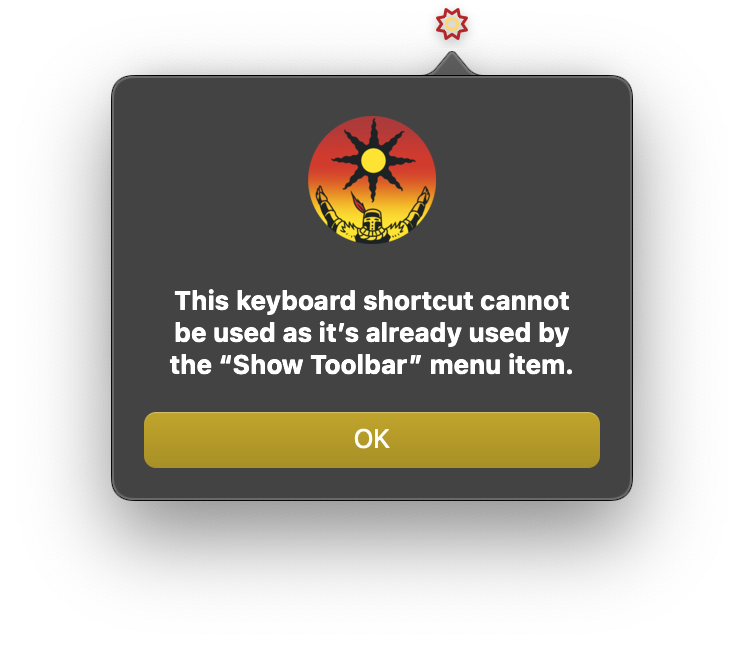 This keyboard shortcut cannot
be used as it’s already used by
the “Show Toolbar” menu item.
OK